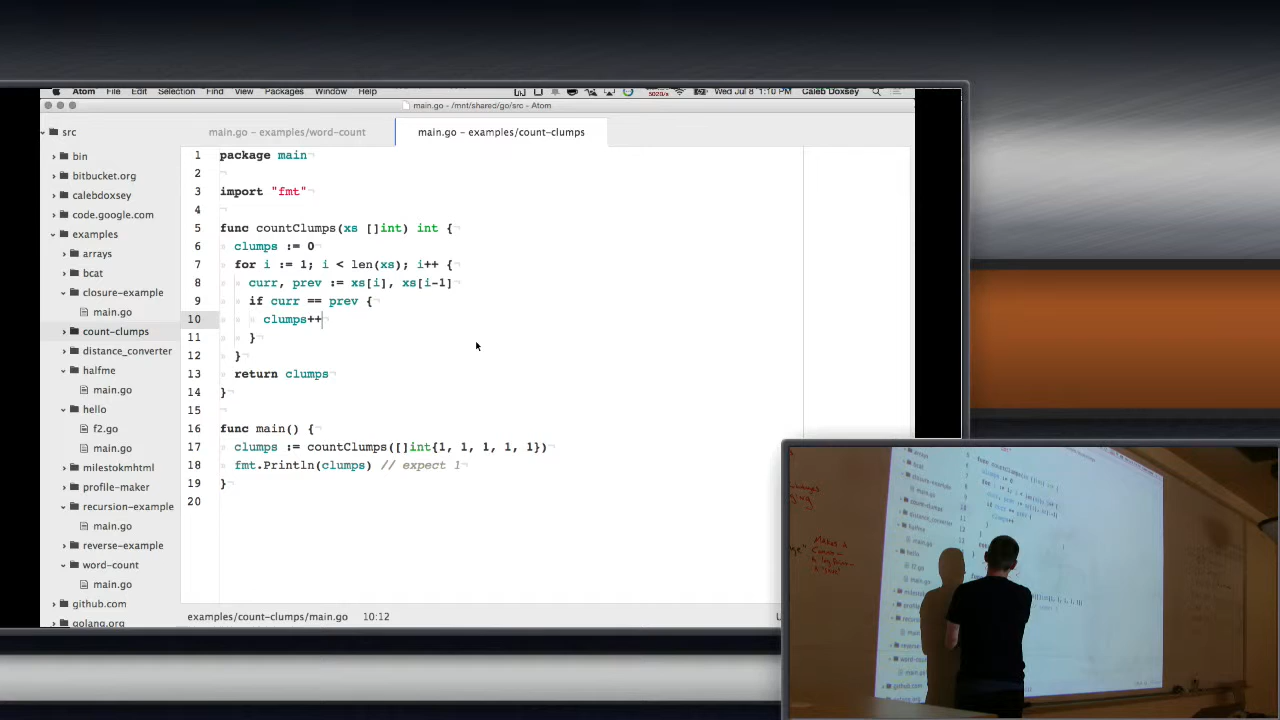 Atom File Edit Selection Find View Packages Window Help Wed Jul 8 1:10 PM Caleb Doxsey
main.go - /mnt/shared/go/src - Atom
src
bin
bitbucket.org
calebdoxsey
code.google.com
examples
arrays
bcat
closure-example
main.go
count-clumps
distance_converter
halfme
main.go
hello
f2.go
main.go
milestokmhtml
profile-maker
recursion-example
main.go
reverse-example
word-count
main.go
github.com
golang.org
main.go - examples/word-count
main.go - examples/count-clumps
1 package main
2
3 import "fmt"
4
5 func countClumps(xs []int) int {
6 clumps := 0
7 for i := 1; i < len(xs); i++ {
8 curr, prev := xs[i], xs[i-1]
9 if curr == prev {
10 clumps++
11 }
12 }
13 return clumps
14 }
15
16 func main() {
17 clumps := countClumps([]int{1, 1, 1, 1, 1})
18 fmt.Println(clumps) // expect 1
19 }
20
examples/count-clumps/main.go 10:12